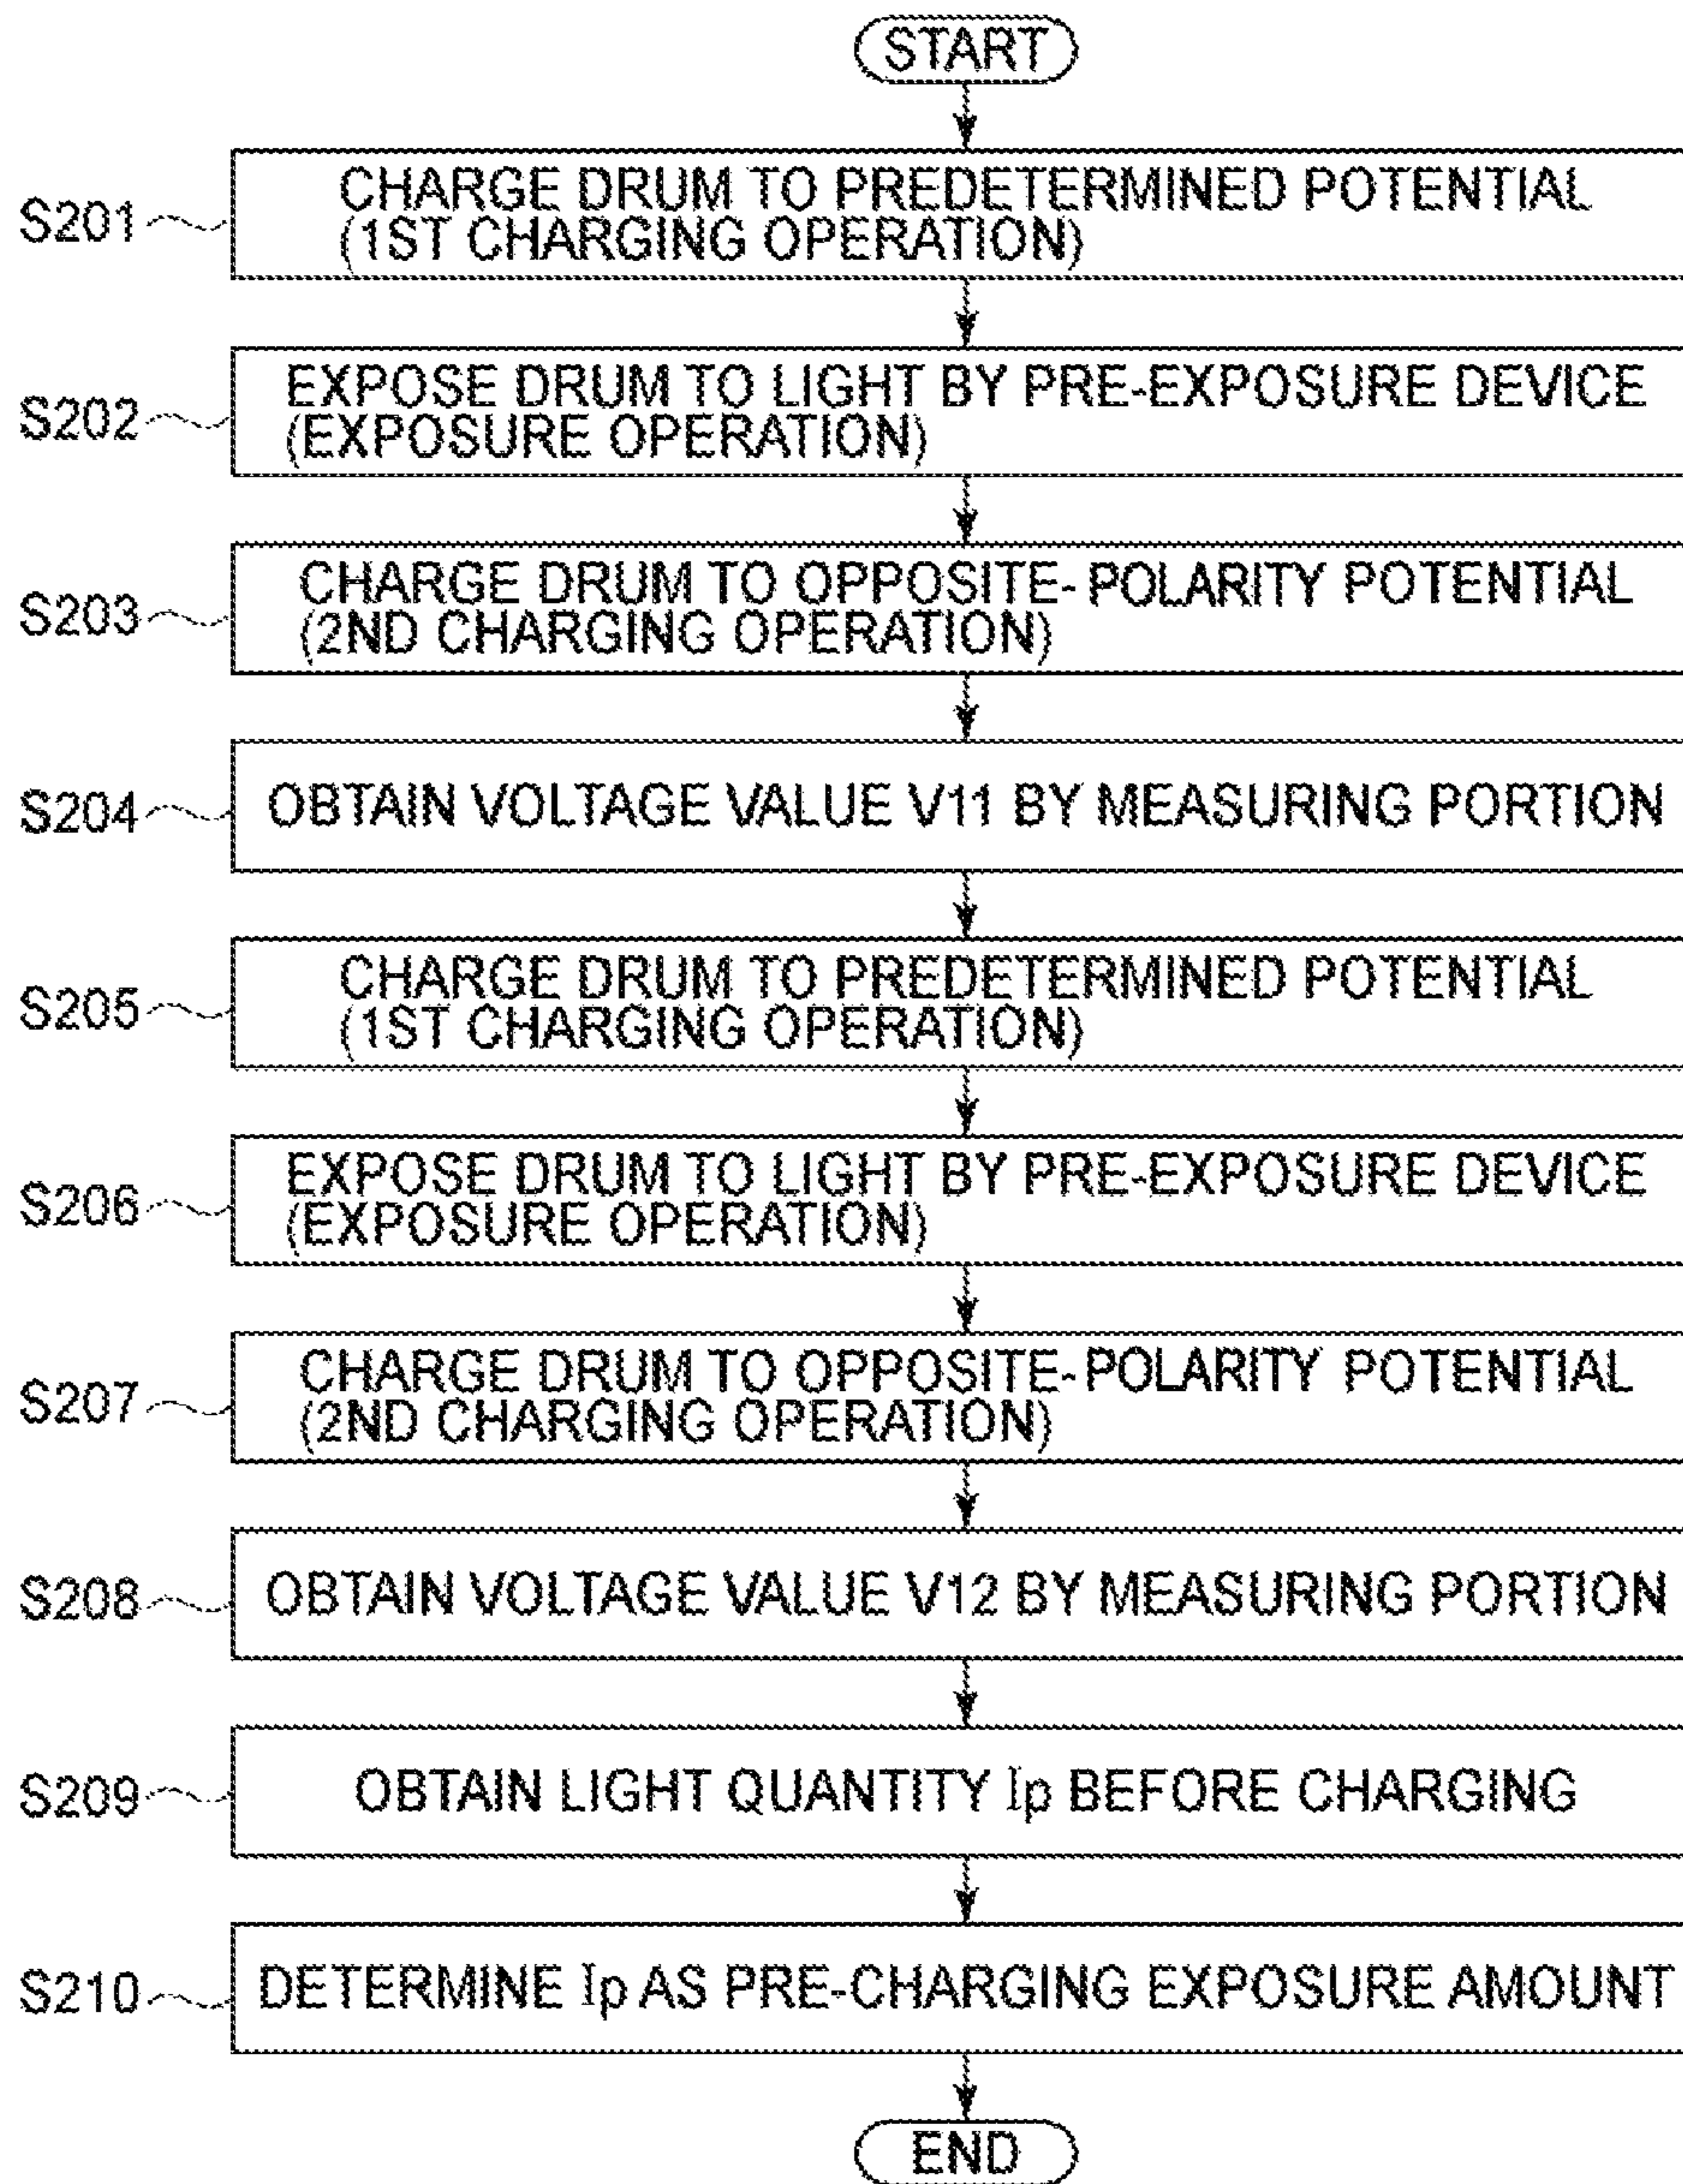 START
S201
CHARGE DRUM TO PREDETERMINED POTENTIAL
(1ST CHARGING OPERATION)
S202
EXPOSE DRUM TO LIGHT BY PRE-EXPOSURE DEVICE
(EXPOSURE OPERATION)
S203
CHARGE DRUM TO OPPOSITE-POLARITY POTENTIAL
(2ND CHARGING OPERATION)
S204
OBTAIN VOLTAGE VALUE V11 BY MEASURING PORTION
S205
CHARGE DRUM TO PREDETERMINED POTENTIAL
(1ST CHARGING OPERATION)
S206
EXPOSE DRUM TO LIGHT BY PRE-EXPOSURE DEVICE
(EXPOSURE OPERATION)
S207
CHARGE DRUM TO OPPOSITE-POLARITY POTENTIAL
(2ND CHARGING OPERATION)
S208
OBTAIN VOLTAGE VALUE V12 BY MEASURING PORTION
S209
OBTAIN LIGHT QUANTITY Ip BEFORE CHARGING
S210
DETERMINE Ip AS PRE-CHARGING EXPOSURE AMOUNT
END